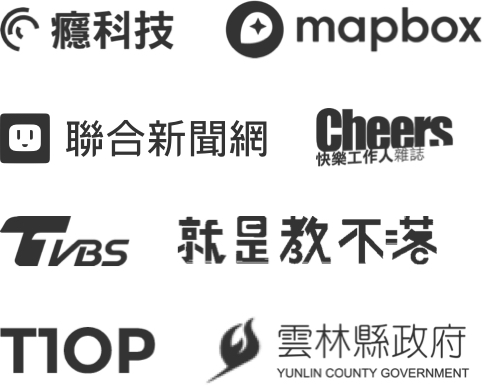 癮科技
mapbox
聯合新聞網
Cheers
快樂工作人雜誌
TVBS
就是教不落
T1OP
雲林縣政府
YUNLIN COUNTY GOVERNMENT